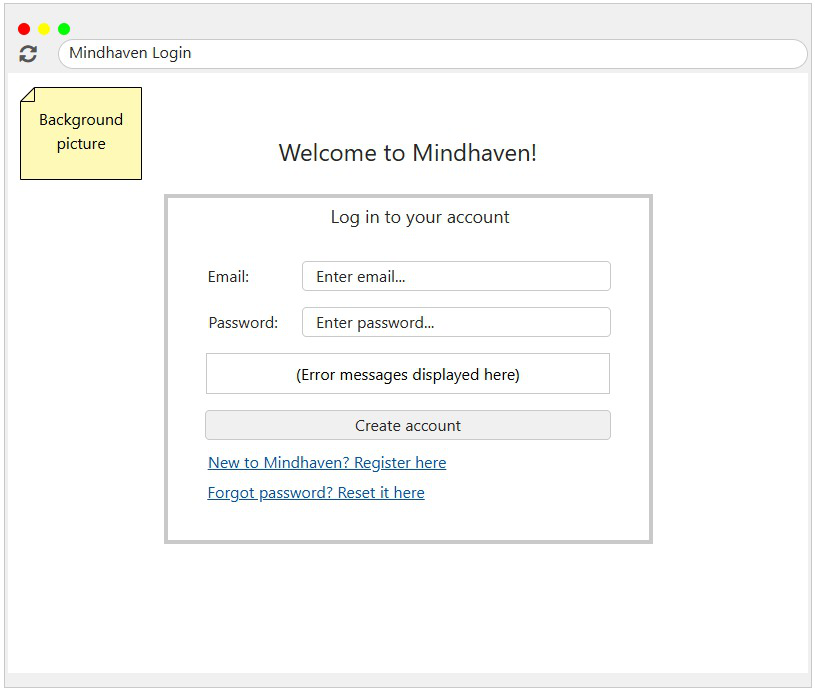 Mindhaven Login
Background
picture
Welcome to Mindhaven!
Log in to your account
Email:
Enter email...
Password:
Enter password...
(Error messages displayed here)
Create account
New to Mindhaven? Register here
Forgot password? Reset it here